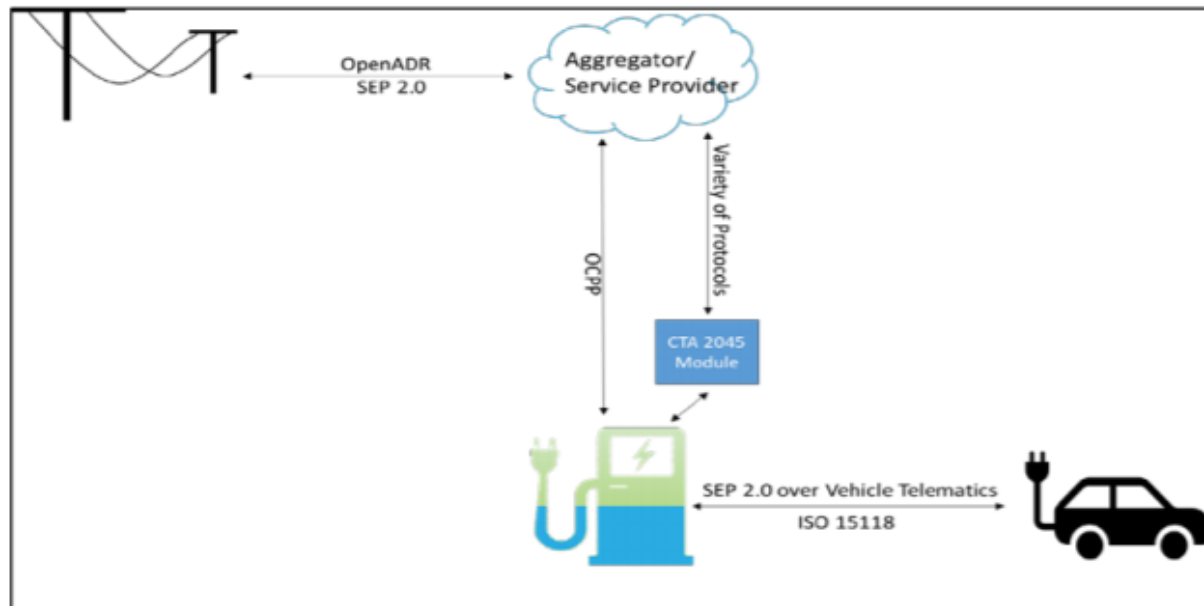 OpenADR
SEP 2.0
Aggregator/
Service Provider
OCPP
Variety of Protocols
CTA 2045
Module
SEP 2.0 over Vehicle Telematics
ISO 15118